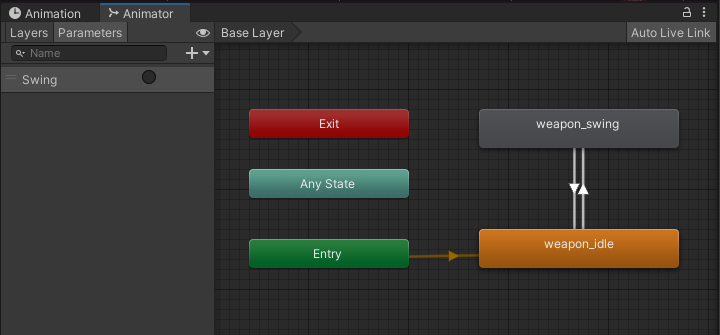 Animation Animator
Layers Parameters Base Layer Auto Live Link
Name
Swing
Exit
weapon_swing
Any State
Entry
weapon_idle